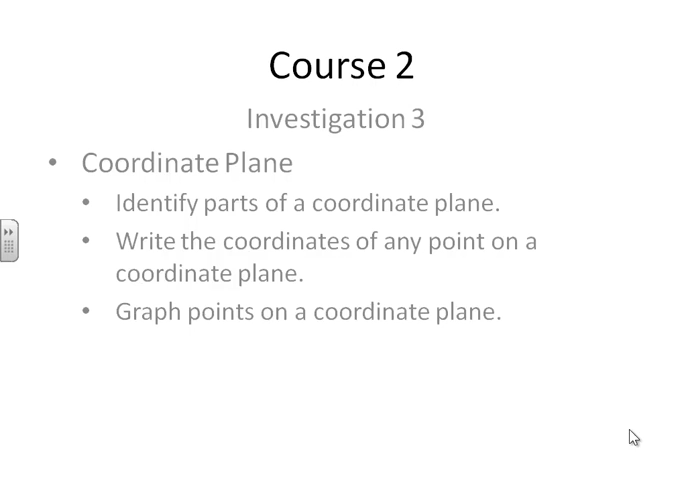 Course 2
Investigation 3
• Coordinate Plane
• Identify parts of a coordinate plane.
• Write the coordinates of any point on a
coordinate plane.
• Graph points on a coordinate plane.